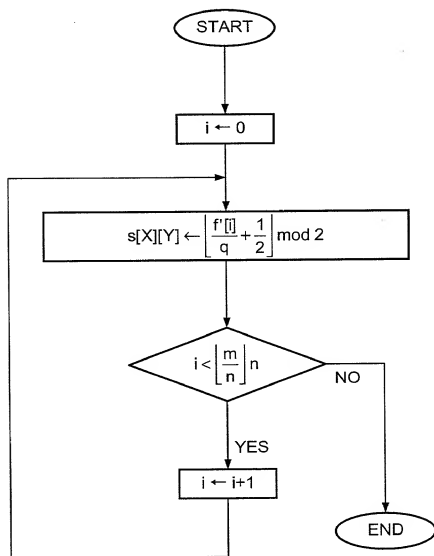 START
i ← 0
s[X][Y] ← ⌊f'[i]/q + 1/2⌋ mod 2
i < ⌊m/n⌋ n
NO
YES
i ← i+1
END